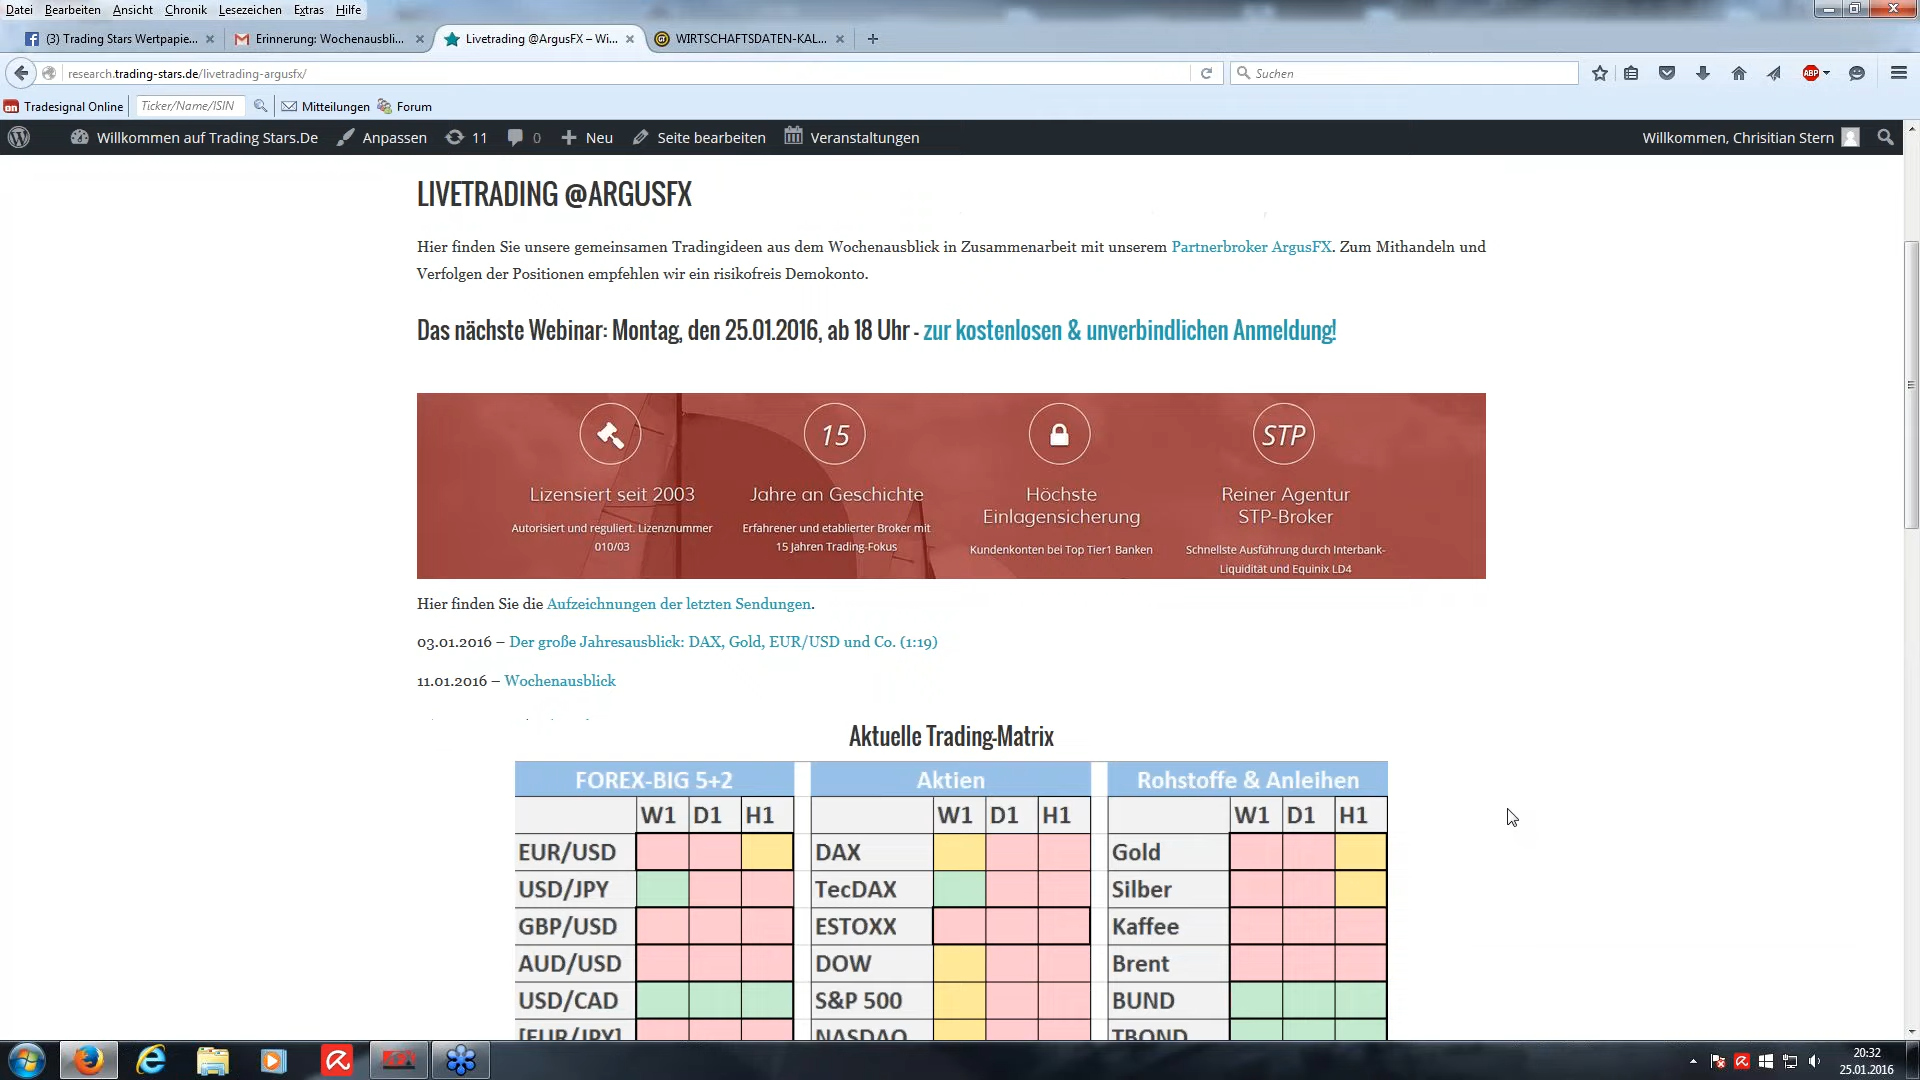 Datei Bearbeiten Ansicht Chronik Lesezeichen Extras Hilfe
(3) Trading Stars Wertpapie... Erinnerung: Wochenausbli... Livetrading @ArgusFX – Wi... WIRTSCHAFTSDATEN-KAL...
research.trading-stars.de/livetrading-argusfx/ Suchen ABP
on Tradesignal Online Ticker/Name/ISIN Mitteilungen Forum
Willkommen auf Trading Stars.De Anpassen 11 0 Neu Seite bearbeiten Veranstaltungen Willkommen, Chrisitian Stern
LIVETRADING @ARGUSFX
Hier finden Sie unsere gemeinsamen Tradingideen aus dem Wochenausblick in Zusammenarbeit mit unserem Partnerbroker ArgusFX. Zum Mithandeln und
Verfolgen der Positionen empfehlen wir ein risikofreis Demokonto.
Das nächste Webinar: Montag, den 25.01.2016, ab 18 Uhr - zur kostenlosen & unverbindlichen Anmeldung!
15 STP
Lizensiert seit 2003
Autorisiert und reguliert. Lizenznummer
010/03
Jahre an Geschichte
Erfahrener und etablierter Broker mit
15 Jahren Trading-Fokus
Höchste
Einlagensicherung
Kundenkonten bei Top Tier1 Banken
Reiner Agentur
STP-Broker
Schnellste Ausführung durch Interbank-
Liquidität und Equinix LD4
Hier finden Sie die Aufzeichnungen der letzten Sendungen.
03.01.2016 – Der große Jahresausblick: DAX, Gold, EUR/USD und Co. (1:19)
11.01.2016 – Wochenausblick
Aktuelle Trading-Matrix
FOREX-BIG 5+2 Aktien Rohstoffe & Anleihen
W1 D1 H1 W1 D1 H1 W1 D1 H1
EUR/USD DAX Gold
USD/JPY TecDAX Silber
GBP/USD ESTOXX Kaffee
AUD/USD DOW Brent
USD/CAD S&P 500 BUND
[EUR/JPY] NASDAQ TBOND
20:32
25.01.2016